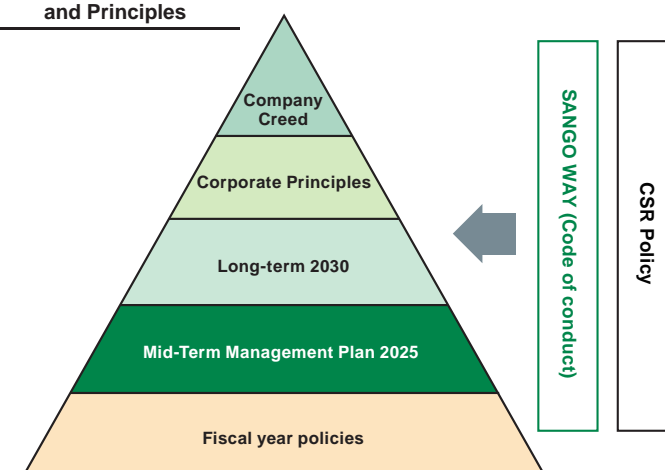 and Principles
Company
Creed
Corporate Principles
Long-term 2030
Mid-Term Management Plan 2025
Fiscal year policies
SANGO WAY (Code of conduct)
CSR Policy